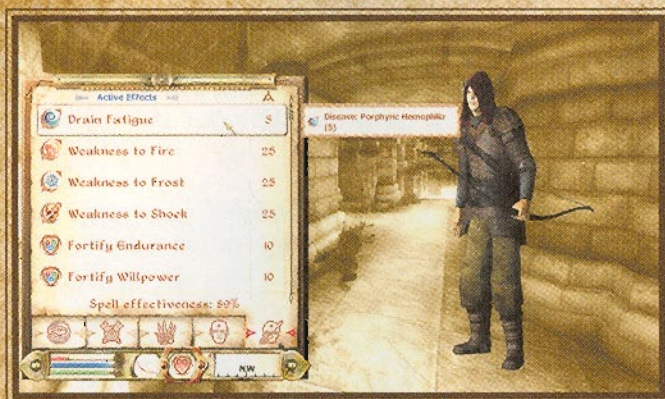 Active Effects
Drain Fatigue 5
Disease: Porphyric Hemophilia
(5)
Weakness to Fire 25
Weakness to Frost 25
Weakness to Shock 25
Fortify Endurance 10
Fortify Willpower 10
Spell effectiveness: 89%
NW